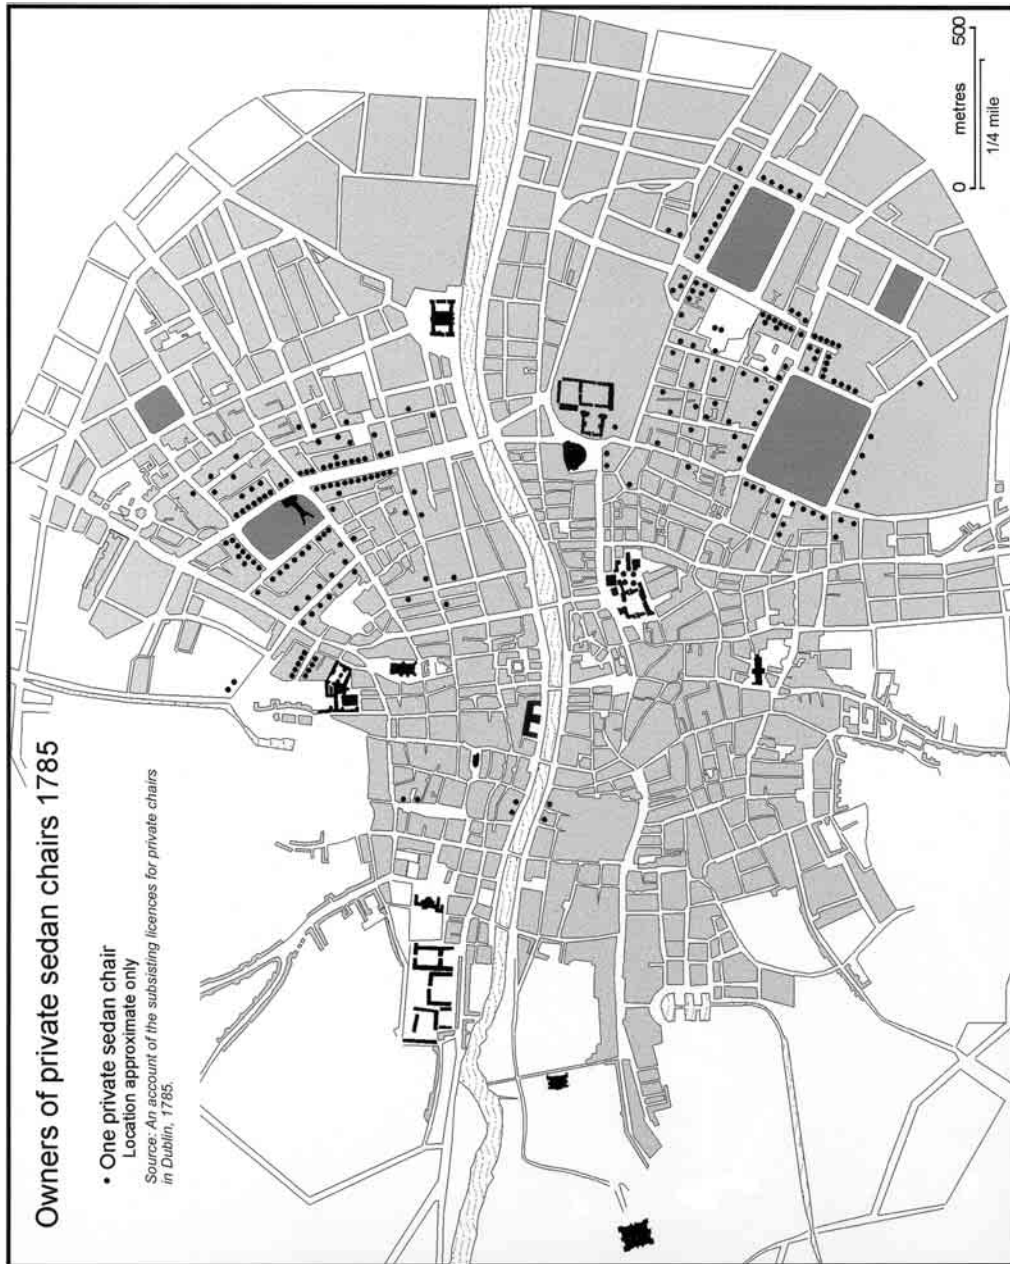 Owners of private sedan chairs 1785
• One private sedan chair
Location approximate only
Source: An account of the subsisting licences for private chairs
in Dublin, 1785.
0 metres 500
1/4 mile